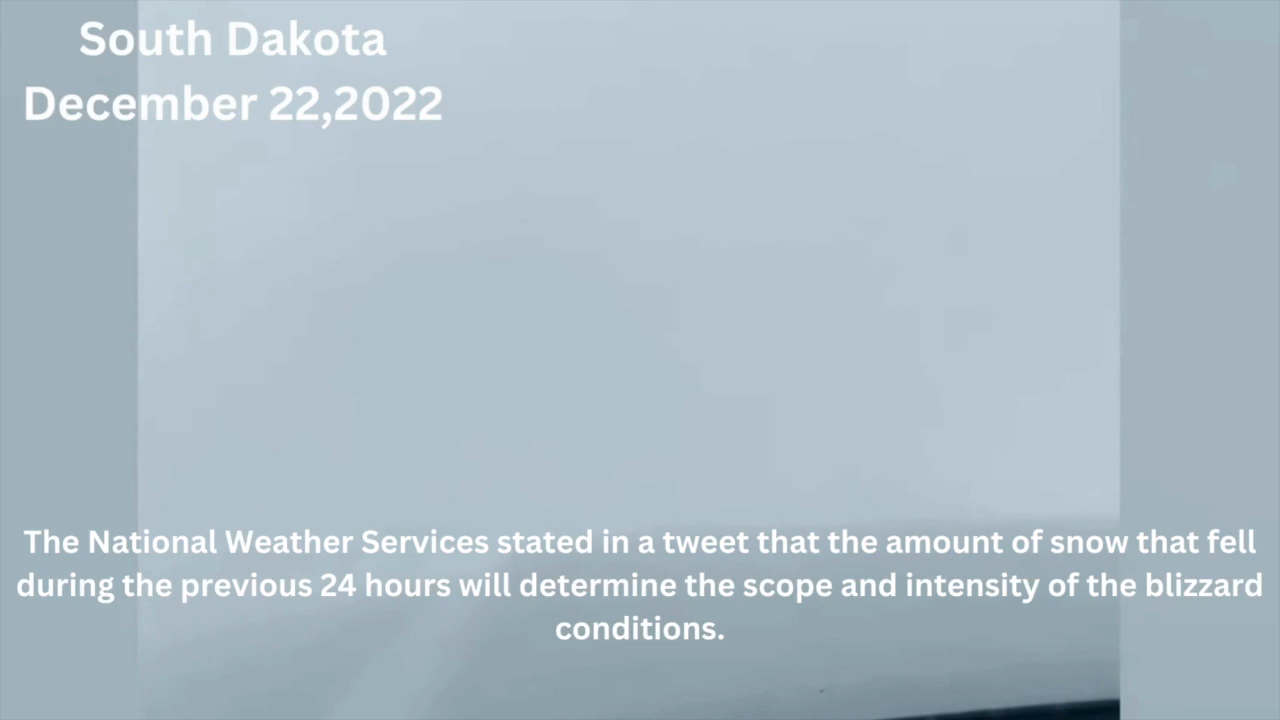 South Dakota
December 22,2022
The National Weather Services stated in a tweet that the amount of snow that fell
during the previous 24 hours will determine the scope and intensity of the blizzard
conditions.